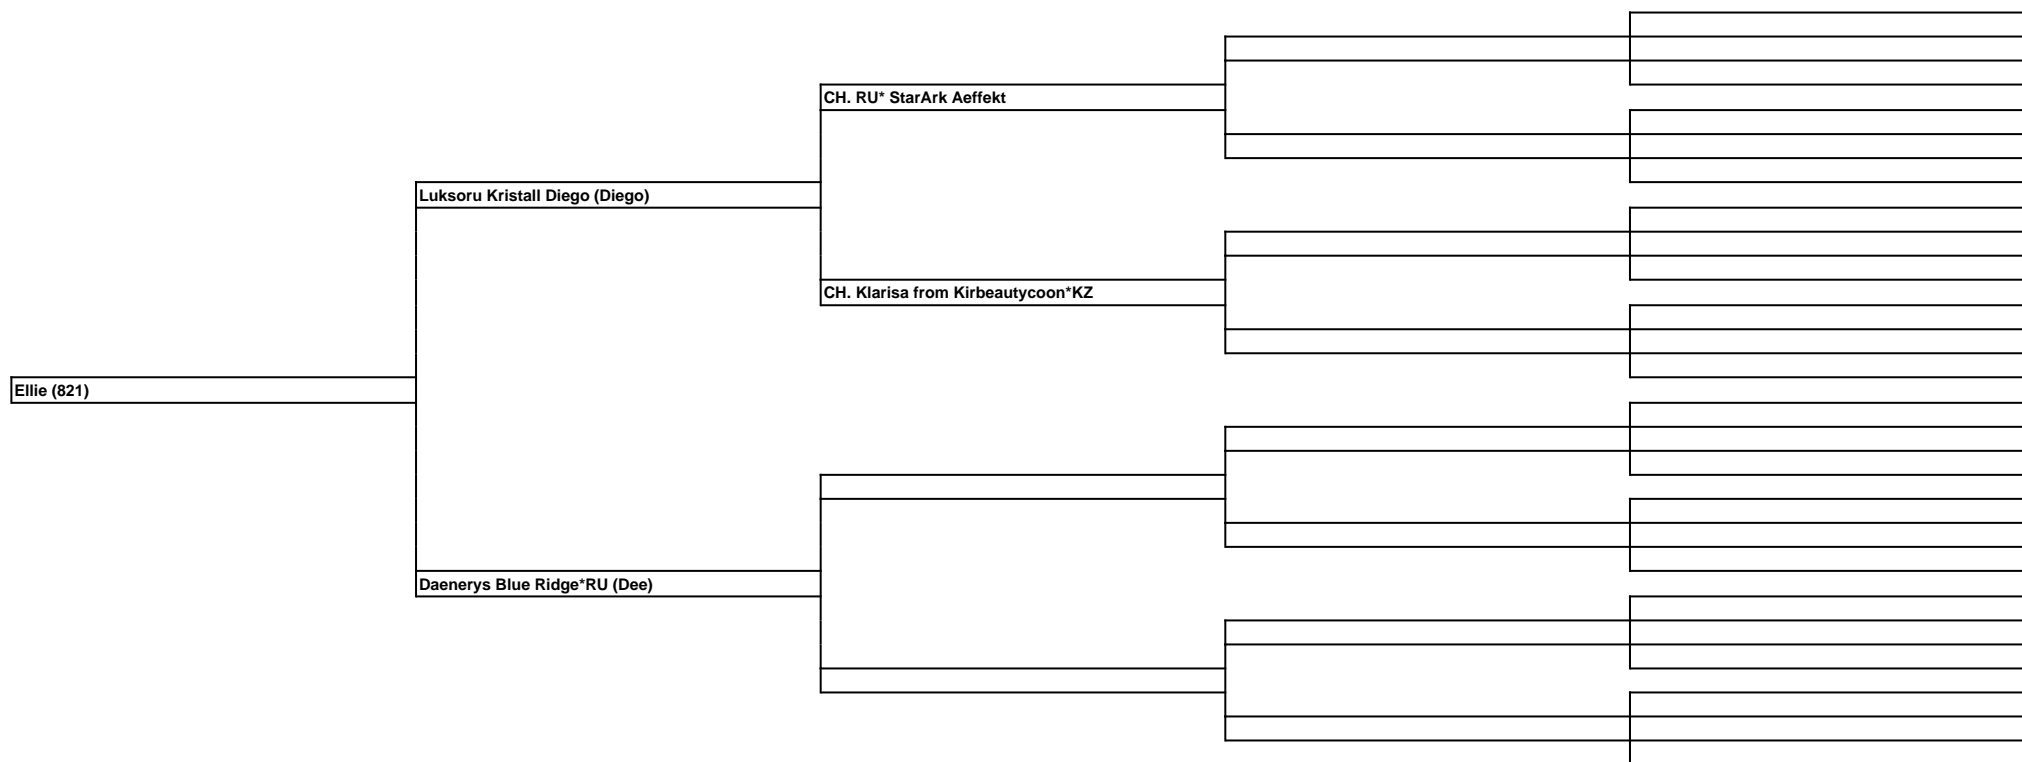 CH. RU* StarArk Aeffekt
Luksoru Kristall Diego (Diego)
CH. Klarisa from Kirbeautycoon*KZ
Ellie (821)
Daenerys Blue Ridge*RU (Dee)